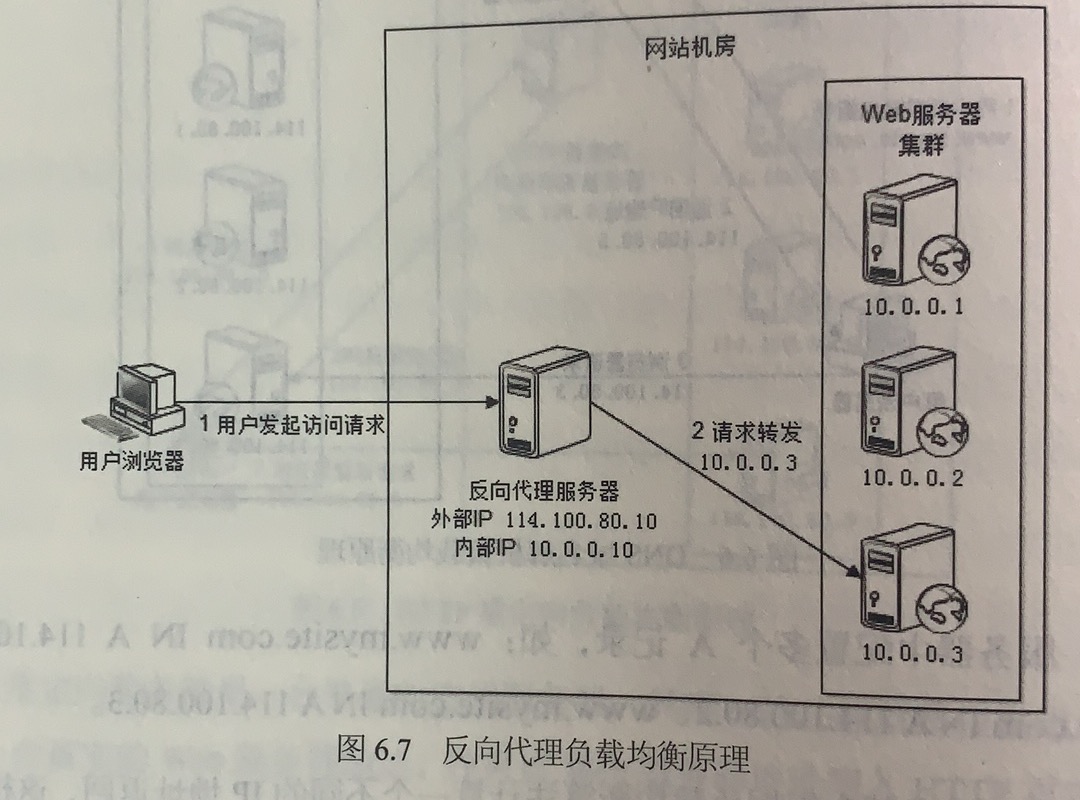 网站机房
Web服务器
集群
10.0.0.1
10.0.0.2
10.0.0.3
1 用户发起访问请求
用户浏览器
2 请求转发
10.0.0.3
反向代理服务器
外部IP 114.100.80.10
内部IP 10.0.0.10
图 6.7 反向代理负载均衡原理